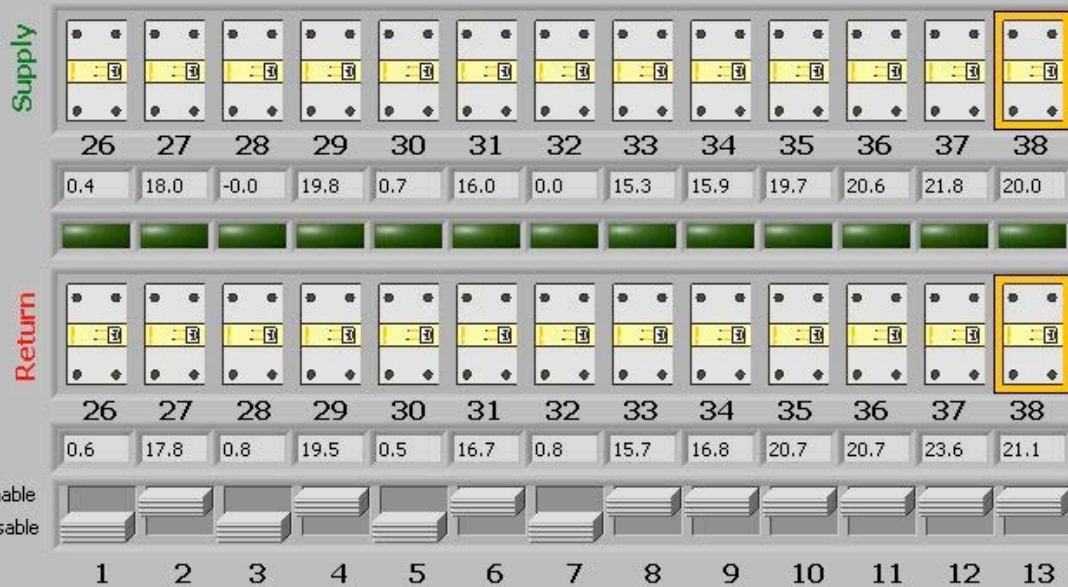 Supply
26 27 28 29 30 31 32 33 34 35 36 37 38
0.4 18.0 -0.0 19.8 0.7 16.0 0.0 15.3 15.9 19.7 20.6 21.8 20.0
Return
26 27 28 29 30 31 32 33 34 35 36 37 38
0.6 17.8 0.8 19.5 0.5 16.7 0.8 15.7 16.8 20.7 20.7 23.6 21.1
nable
sable
1 2 3 4 5 6 7 8 9 10 11 12 13